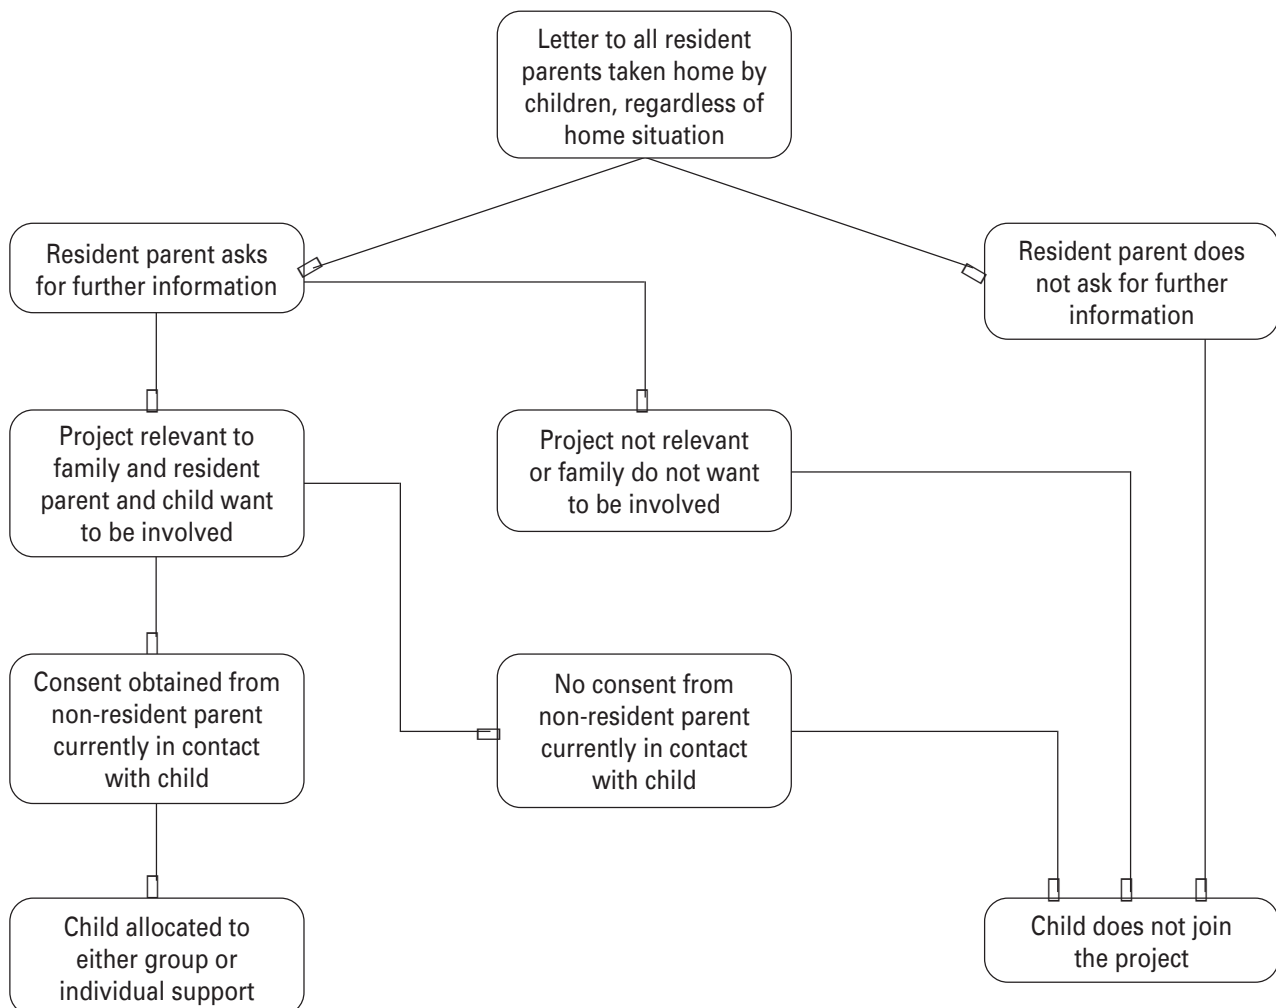 Letter to all resident
parents taken home by
children, regardless of
home situation
Resident parent asks
for further information
Resident parent does
not ask for further
information
Project relevant to
family and resident
parent and child want
to be involved
Project not relevant
or family do not want
to be involved
Consent obtained from
non-resident parent
currently in contact
with child
No consent from
non-resident parent
currently in contact
with child
Child allocated to
either group or
individual support
Child does not join
the project